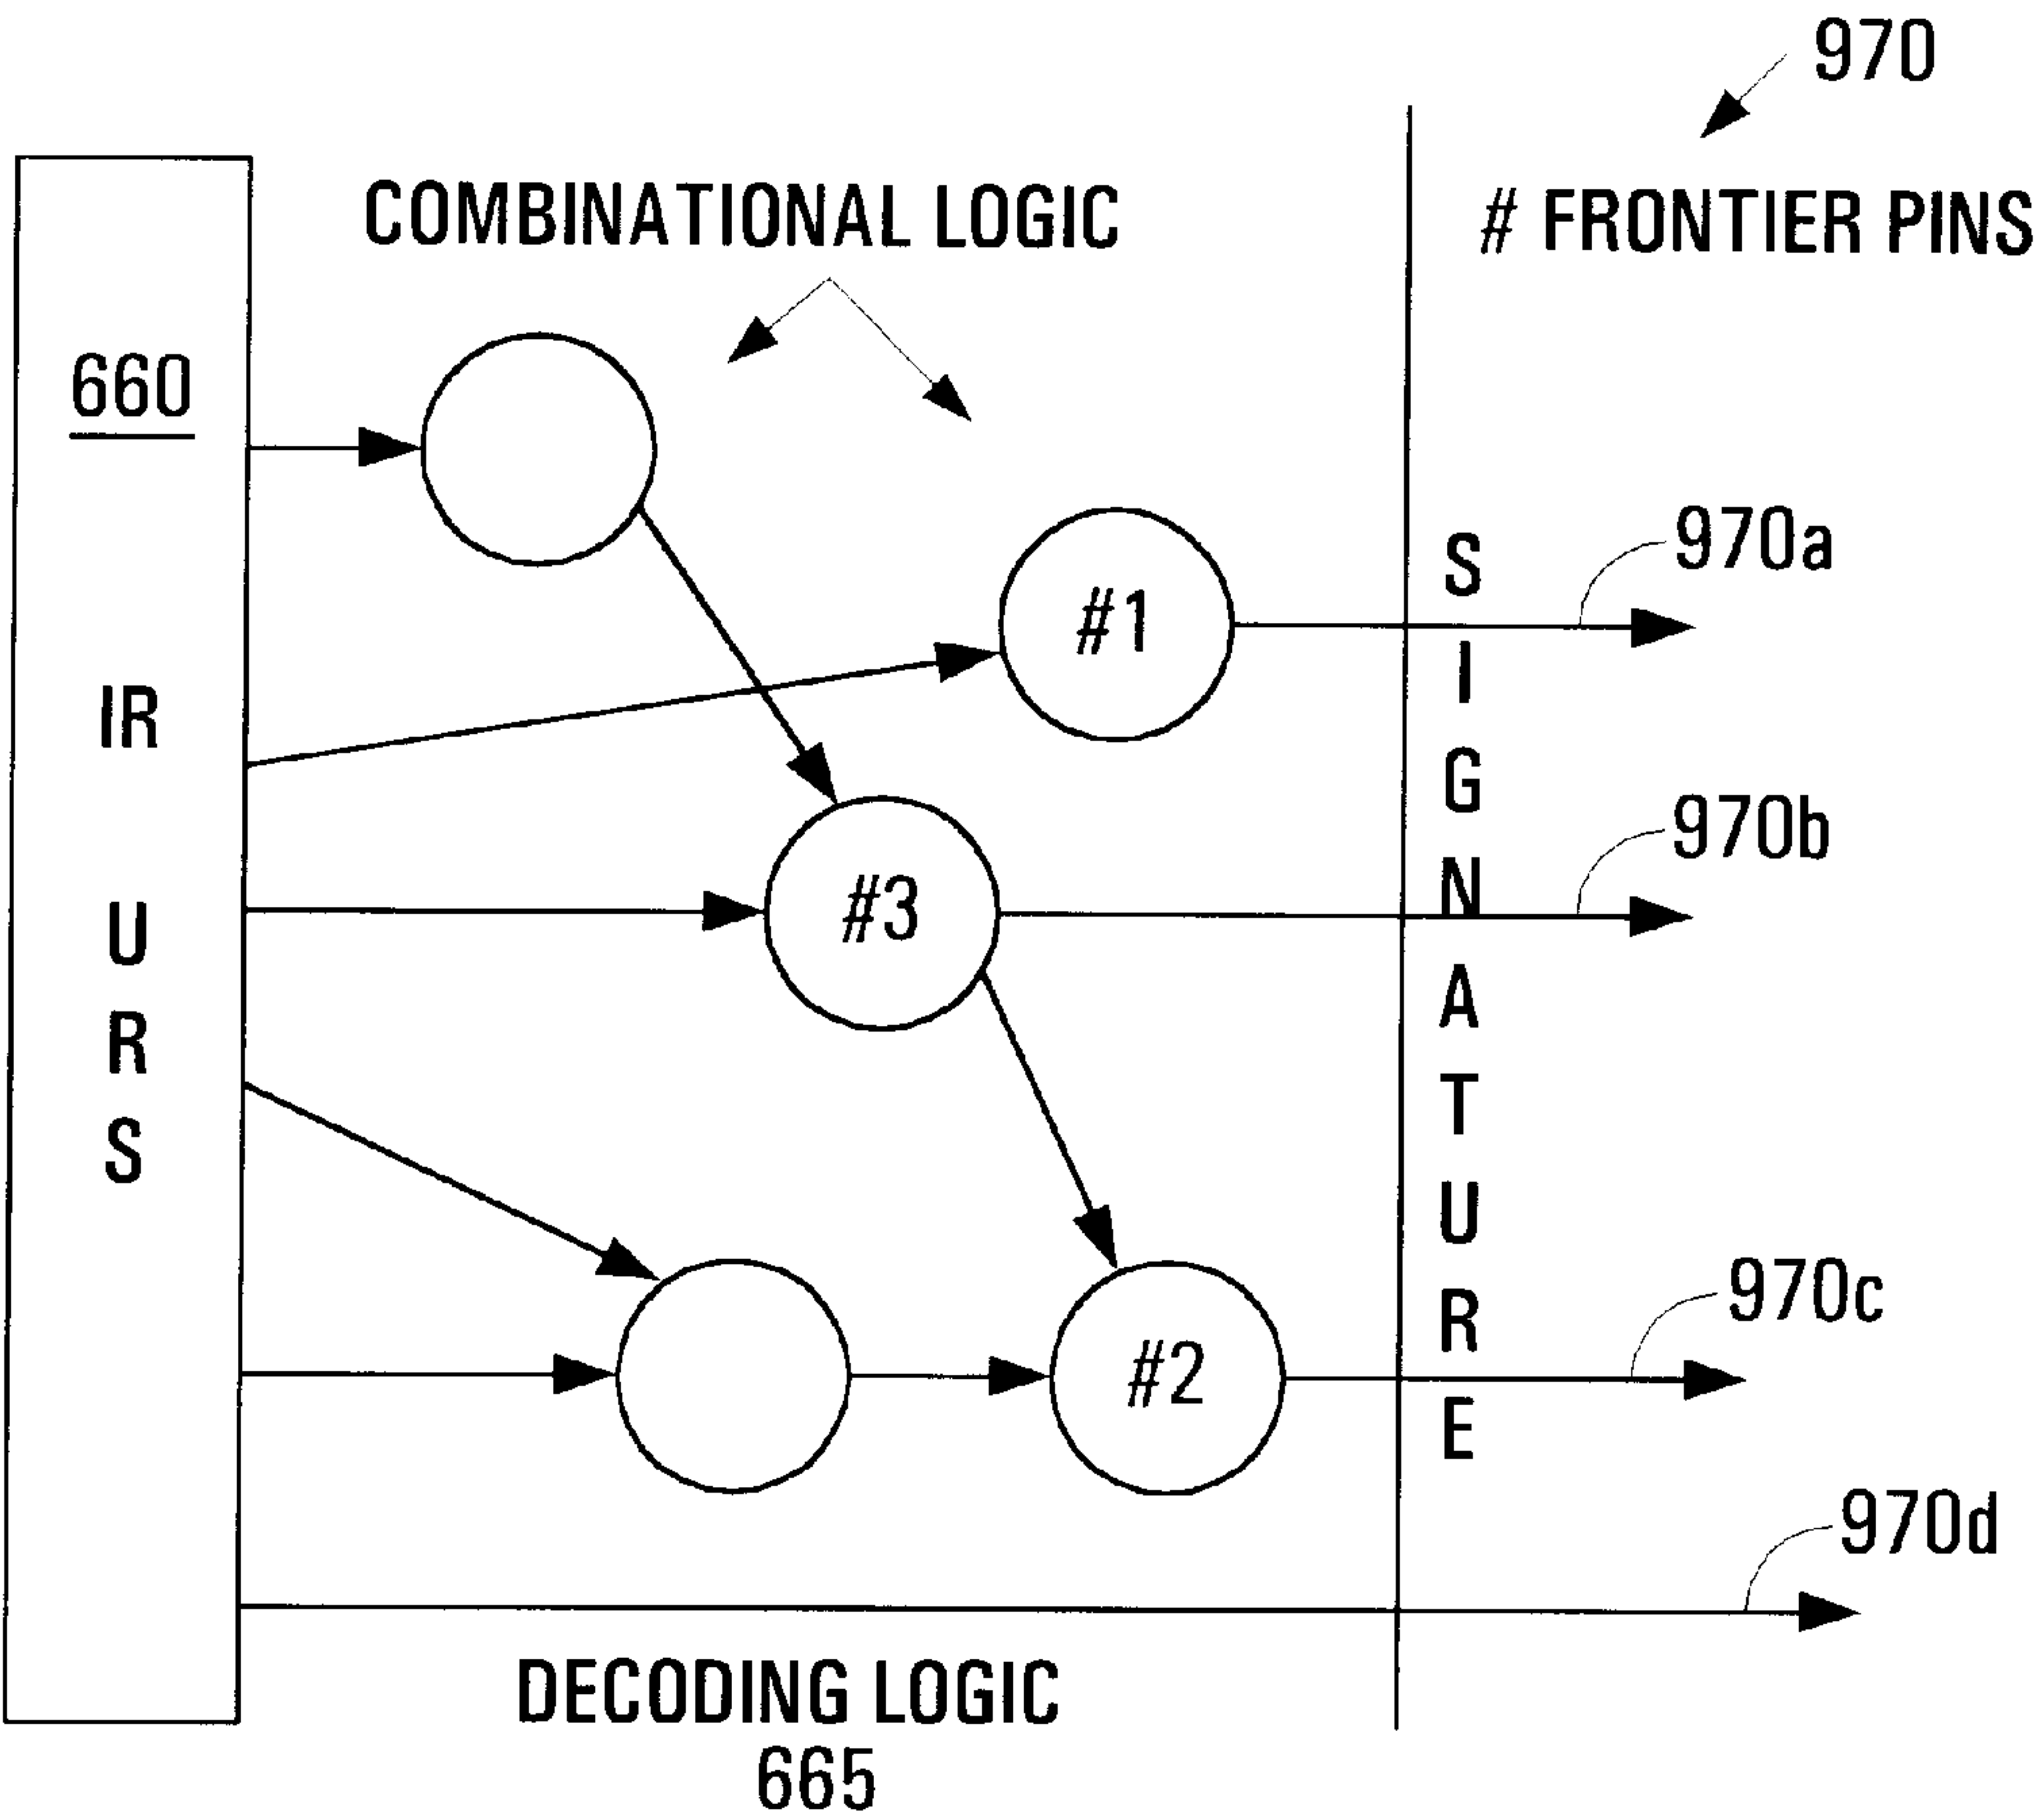 970
COMBINATIONAL LOGIC
# FRONTIER PINS
660
IR
U
R
S
#1
#3
#2
S
I
G
N
A
T
U
R
E
970a
970b
970c
970d
DECODING LOGIC
665